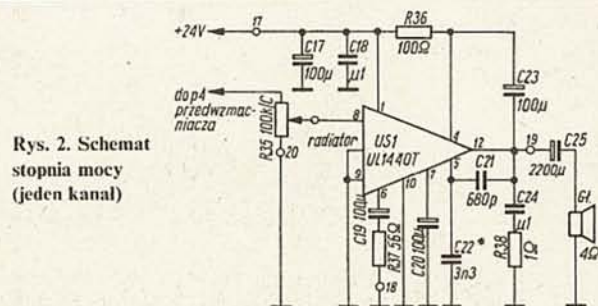 Rys. 2. Schemat
stopnia mocy
(jeden kanał)
+24V
17
C17
100µ
C18
µ1
R36
100Ω
C23
100µ
do p4
przedwzmac-
niacza
R35 100k/C
20
radiator
8
1
4
12
5
9
6
10
7
US1
UL1440T
19
C25
2200µ
C21
680p
C24
µ1
R38
1Ω
Gł.
4Ω
C19 100µ
R37 56Ω
18
C20 100µ
C22*
3n3